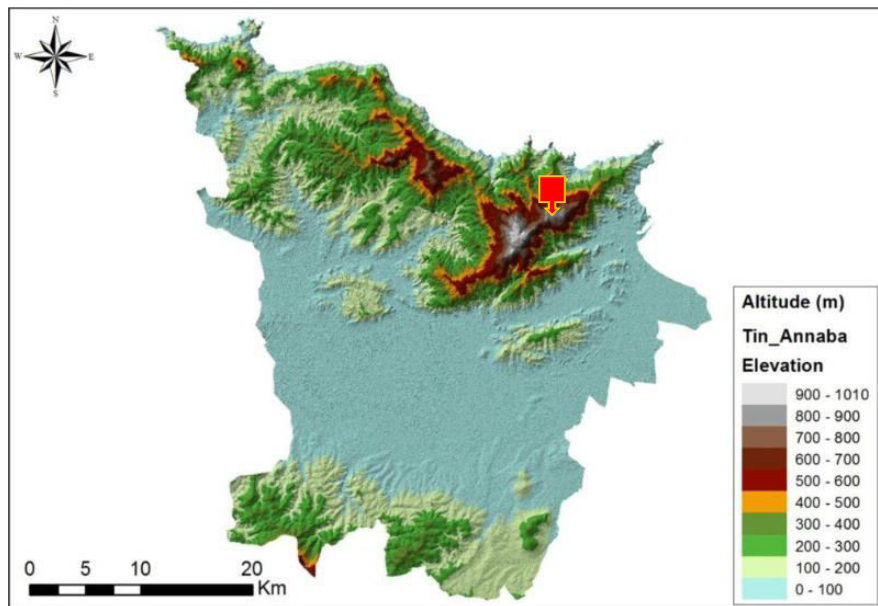 N
W E
S
Altitude (m)
Tin_Annaba
Elevation
900 - 1010
800 - 900
700 - 800
600 - 700
500 - 600
400 - 500
300 - 400
200 - 300
100 - 200
0 - 100
0 5 10 20
Km